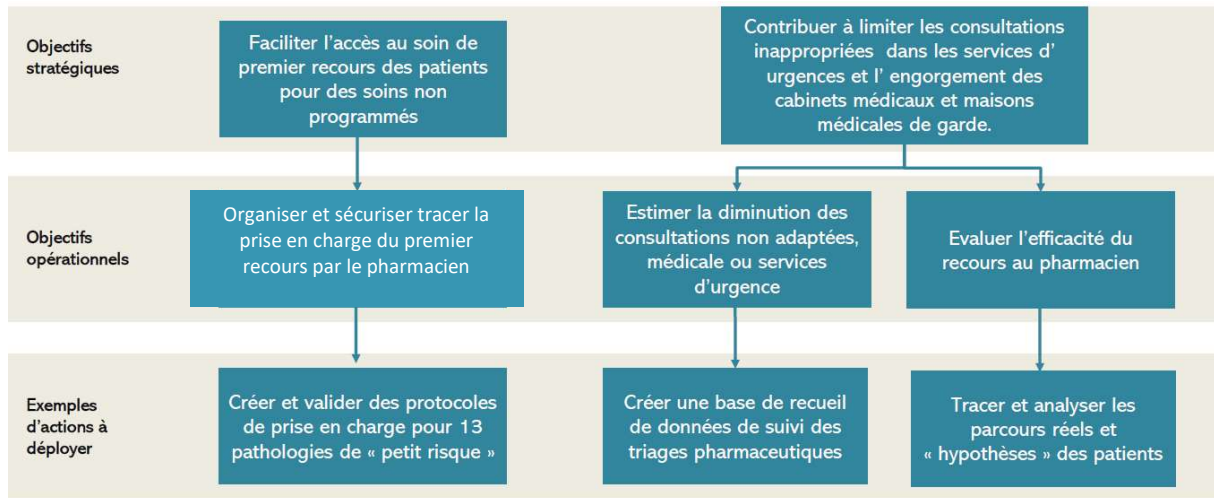 Objectifs
stratégiques
Faciliter l’accès au soin de
premier recours des patients
pour des soins non
programmés
Contribuer à limiter les consultations
inappropriées dans les services d’
urgences et l’ engorgement des
cabinets médicaux et maisons
médicales de garde.
Objectifs
opérationnels
Organiser et sécuriser tracer la
prise en charge du premier
recours par le pharmacien
Estimer la diminution des
consultations non adaptées,
médicale ou services
d’urgence
Evaluer l’efficacité du
recours au pharmacien
Exemples
d’actions à
déployer
Créer et valider des protocoles
de prise en charge pour 13
pathologies de « petit risque »
Créer une base de recueil
de données de suivi des
triages pharmaceutiques
Tracer et analyser les
parcours réels et
« hypothèses » des patients